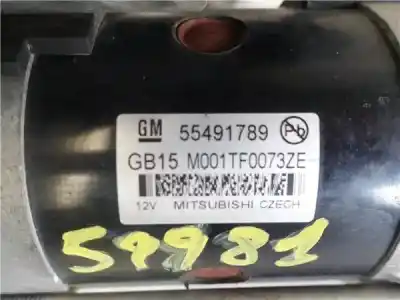 GM 55491789 Pb
GB15 M001TF0073ZE
12V MITSUBISHI CZECH
59981